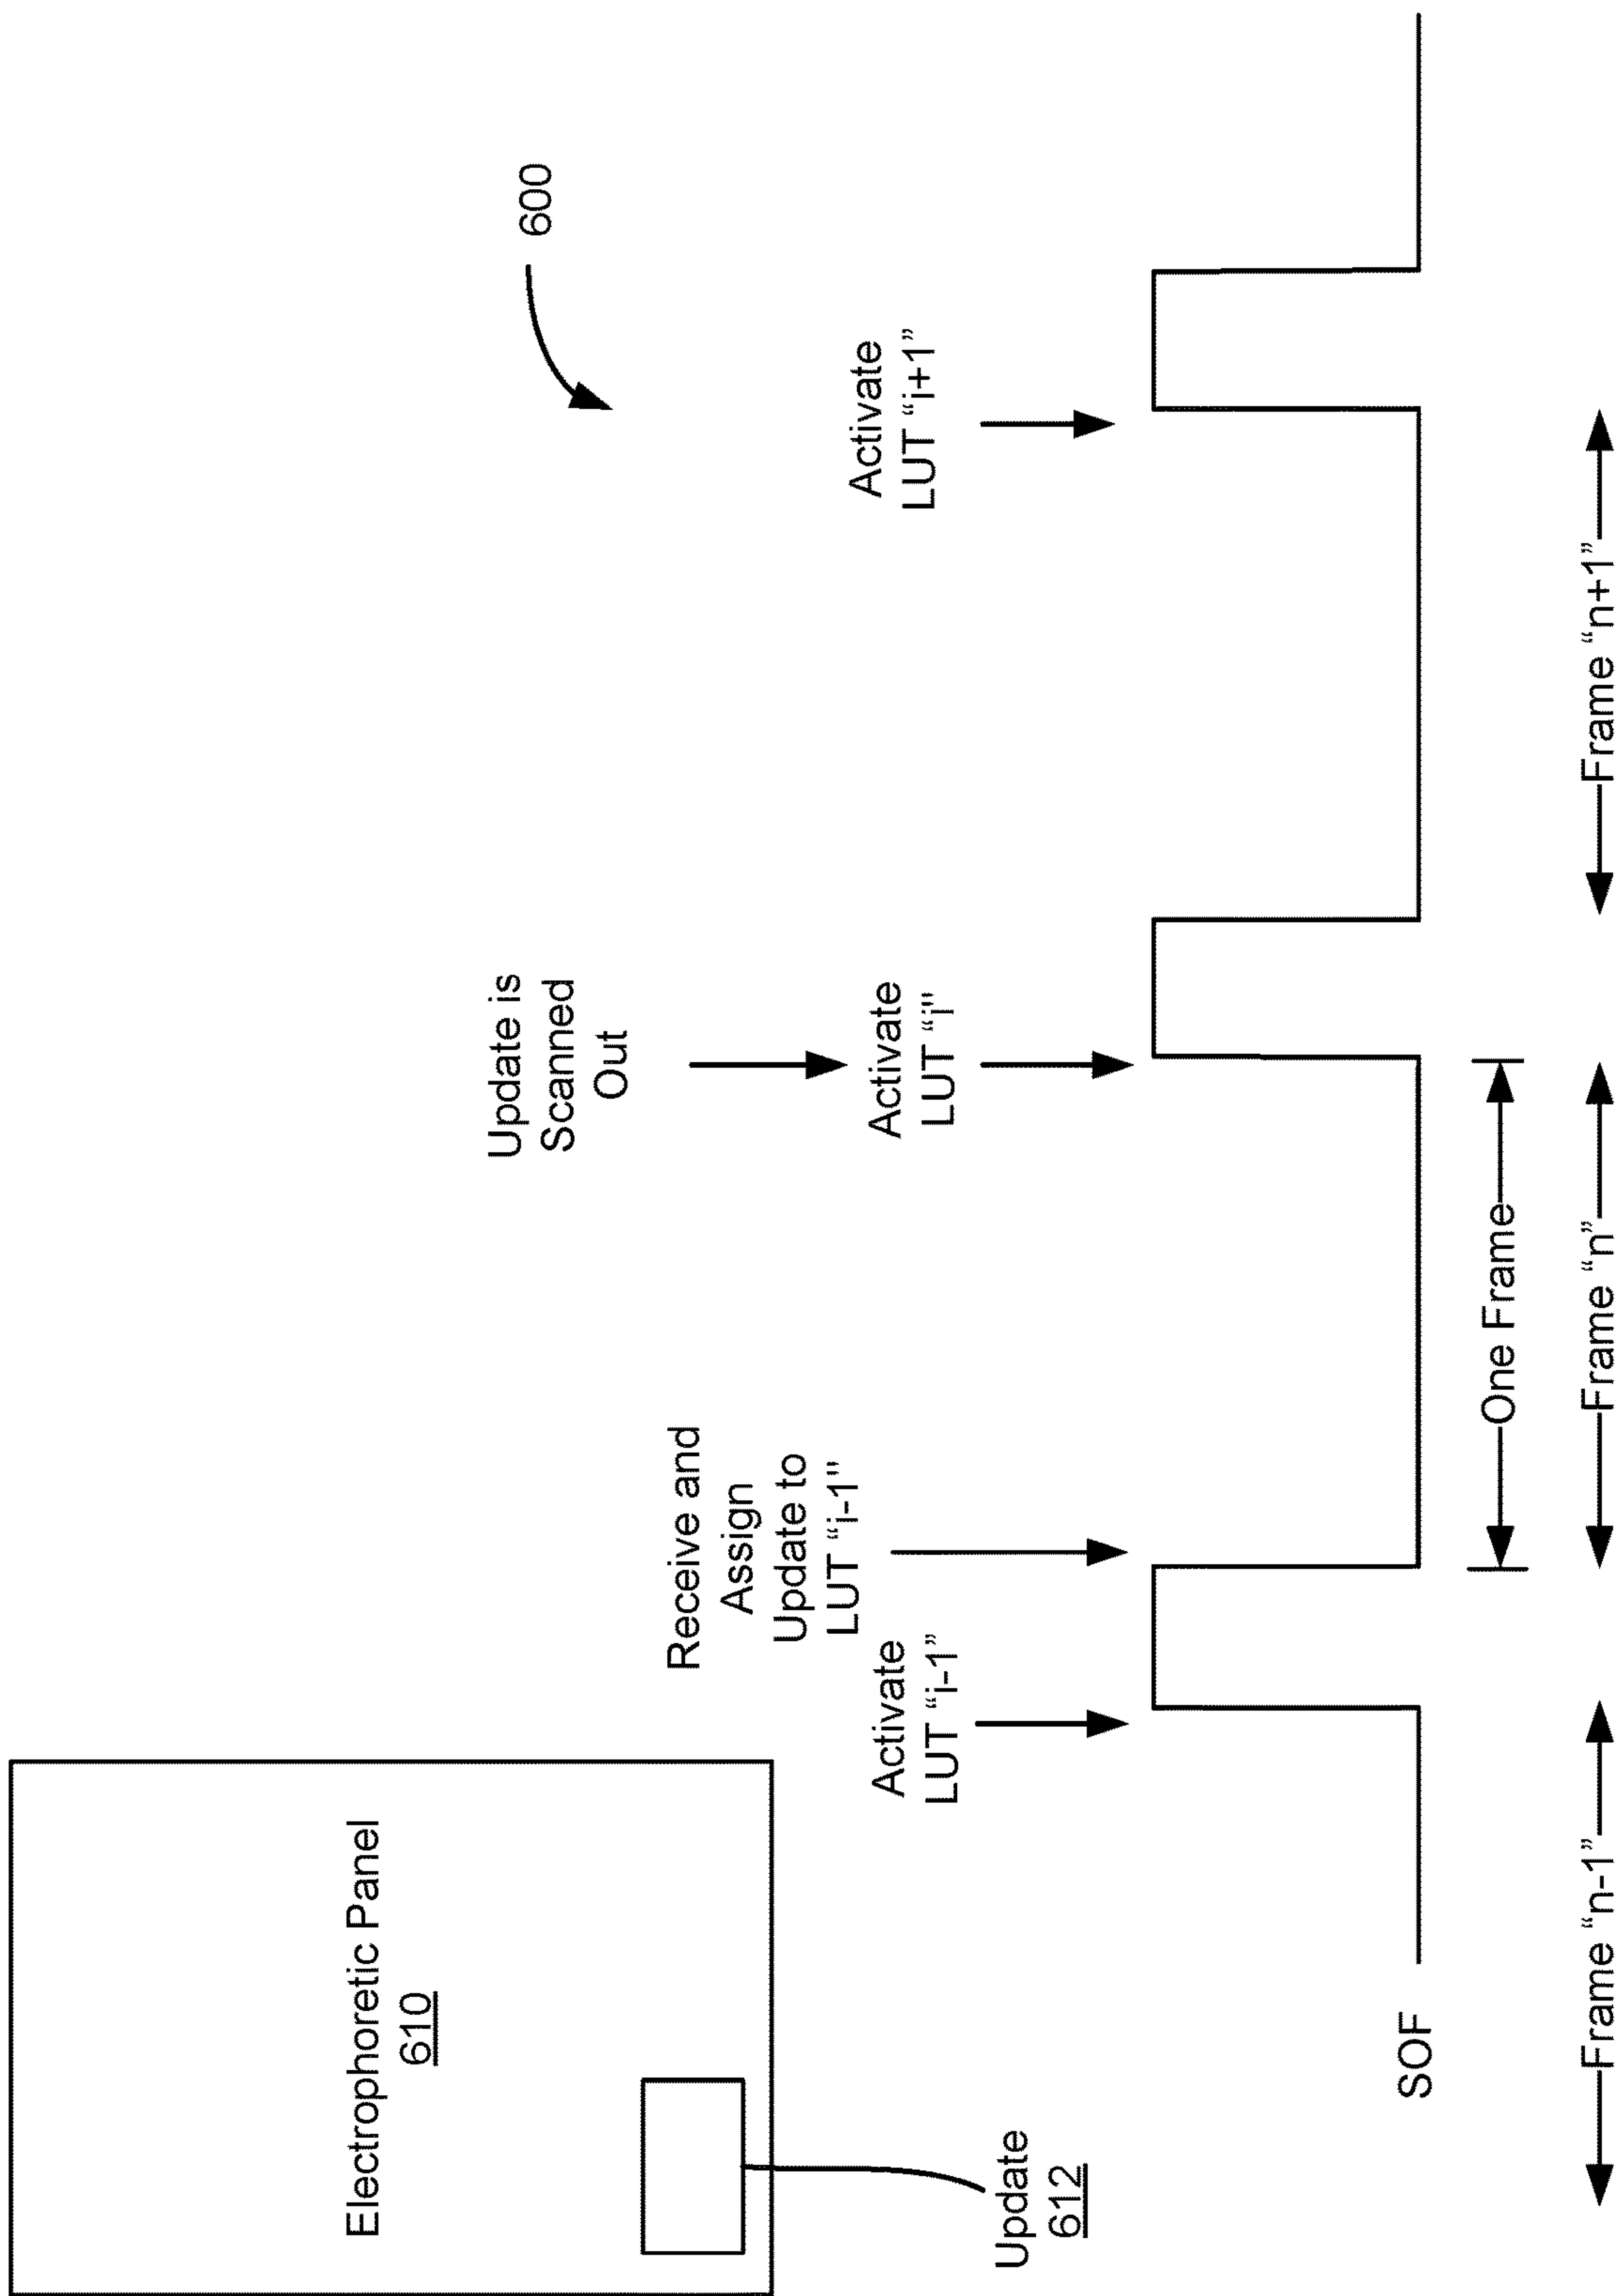 Electrophoretic Panel
610
Update
612
600
Update is
Scanned
Out
Receive and
Assign
Update to
LUT “i-1"
Activate
LUT “i-1”
Activate
LUT “i"
Activate
LUT “i+1”
SOF
One Frame
Frame “n-1”
Frame “n”
Frame “n+1”